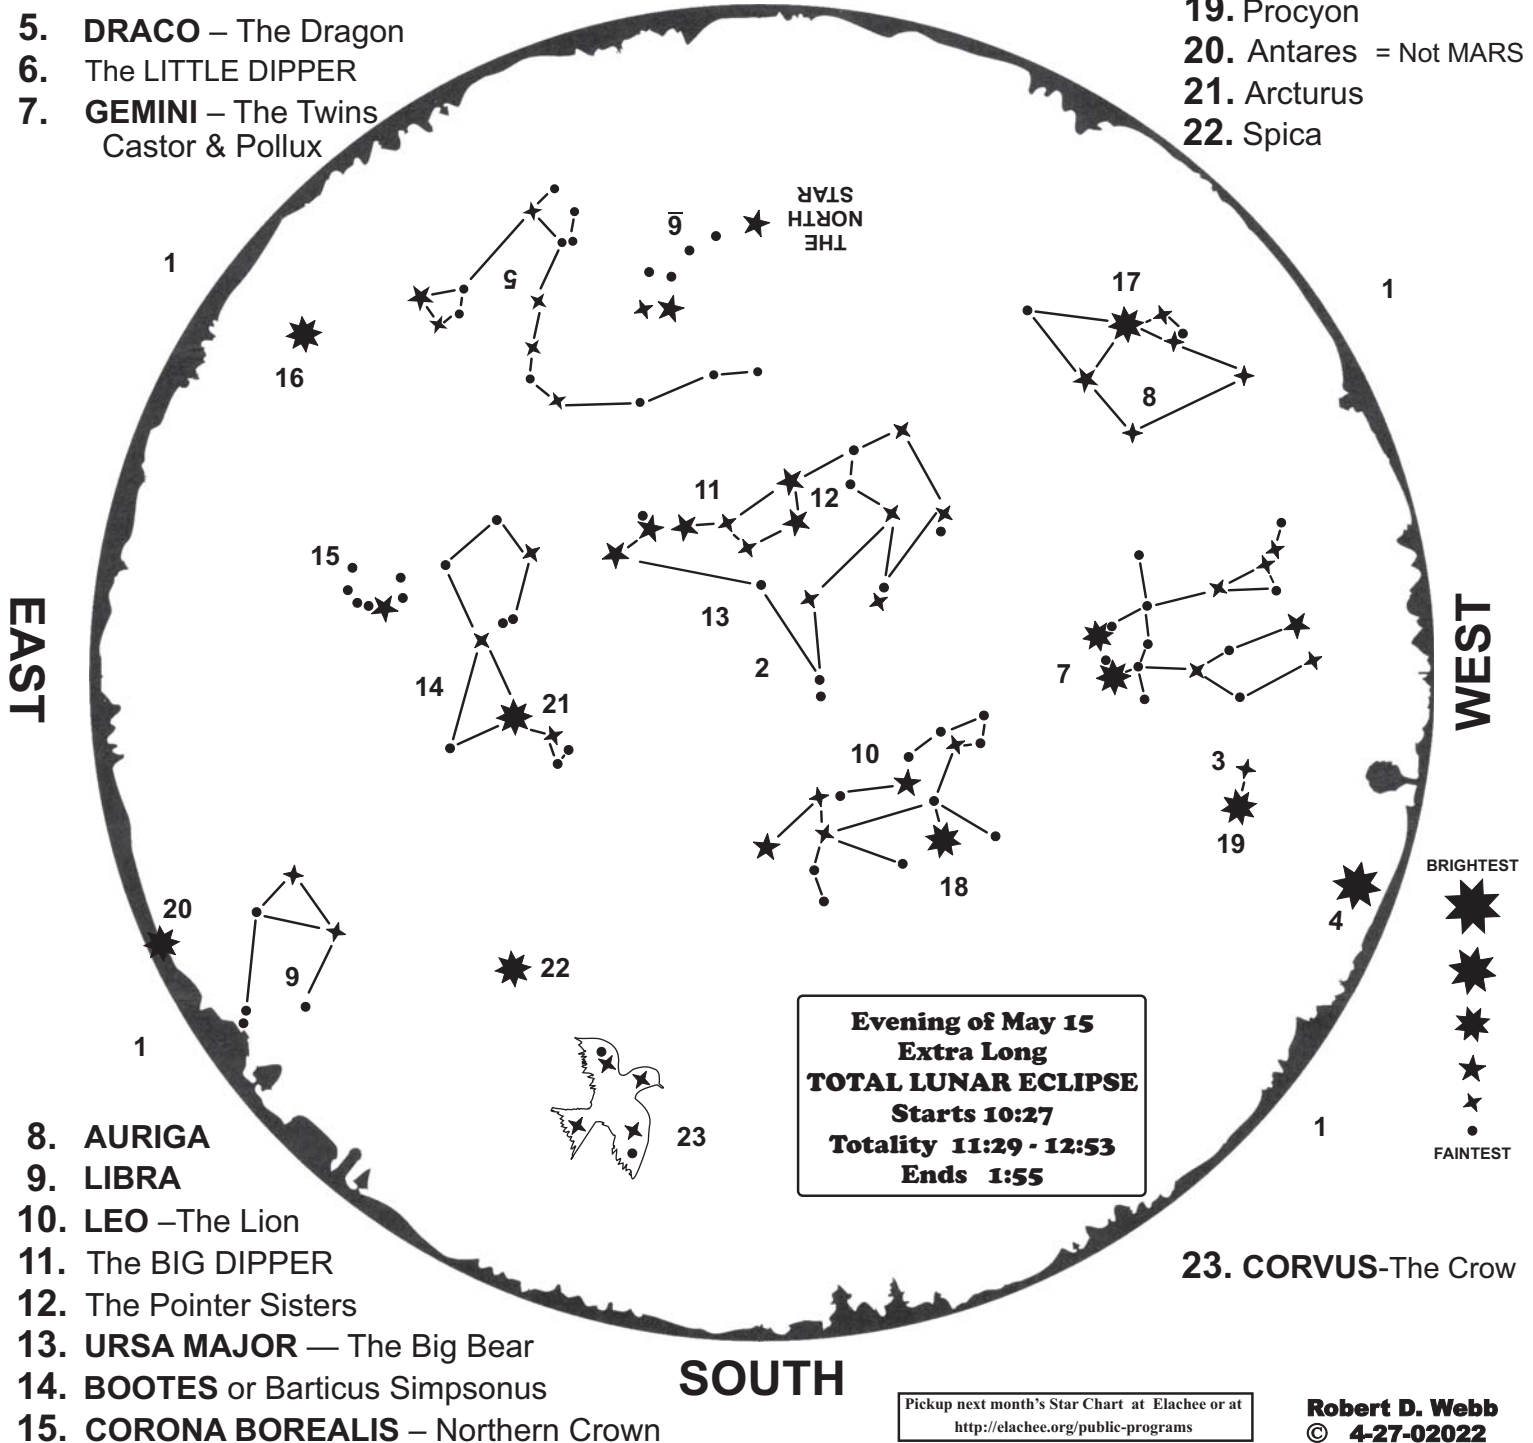 5. DRACO – The Dragon
6. The LITTLE DIPPER
7. GEMINI – The Twins
Castor & Pollux
19. Procyon
20. Antares = Not MARS
21. Arcturus
22. Spica
THE
NORTH
STAR
6
5
1
1
17
16
8
11
12
15
13
2
14
21
7
EAST
WEST
10
3
19
18
4
20
9
22
1
BRIGHTEST
FAINTEST
Evening of May 15
Extra Long
TOTAL LUNAR ECLIPSE
Starts 10:27
Totality 11:29 - 12:53
Ends 1:55
23
1
8. AURIGA
9. LIBRA
10. LEO –The Lion
11. The BIG DIPPER
12. The Pointer Sisters
13. URSA MAJOR — The Big Bear
14. BOOTES or Barticus Simpsonus
15. CORONA BOREALIS – Northern Crown
23. CORVUS-The Crow
SOUTH
Pickup next month's Star Chart at Elachee or at
http://elachee.org/public-programs
Robert D. Webb
© 4-27-02022